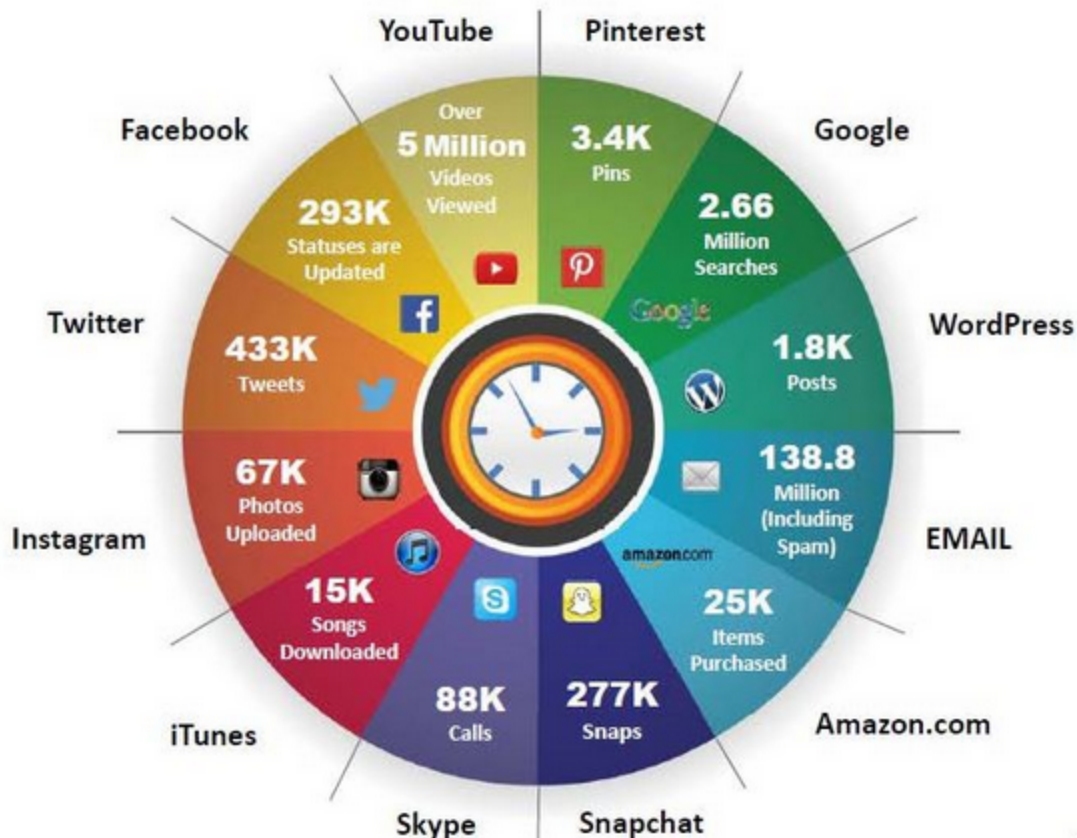 YouTube
Pinterest
Facebook
Google
Twitter
WordPress
Instagram
EMAIL
iTunes
Amazon.com
Skype
Snapchat
Over
5 Million
Videos
Viewed
3.4K
Pins
2.66
Million
Searches
Google
1.8K
Posts
W
138.8
Million
(Including
Spam)
amazon.com
25K
Items
Purchased
277K
Snaps
S
88K
Calls
15K
Songs
Downloaded
67K
Photos
Uploaded
433K
Tweets
293K
Statuses are
Updated
f